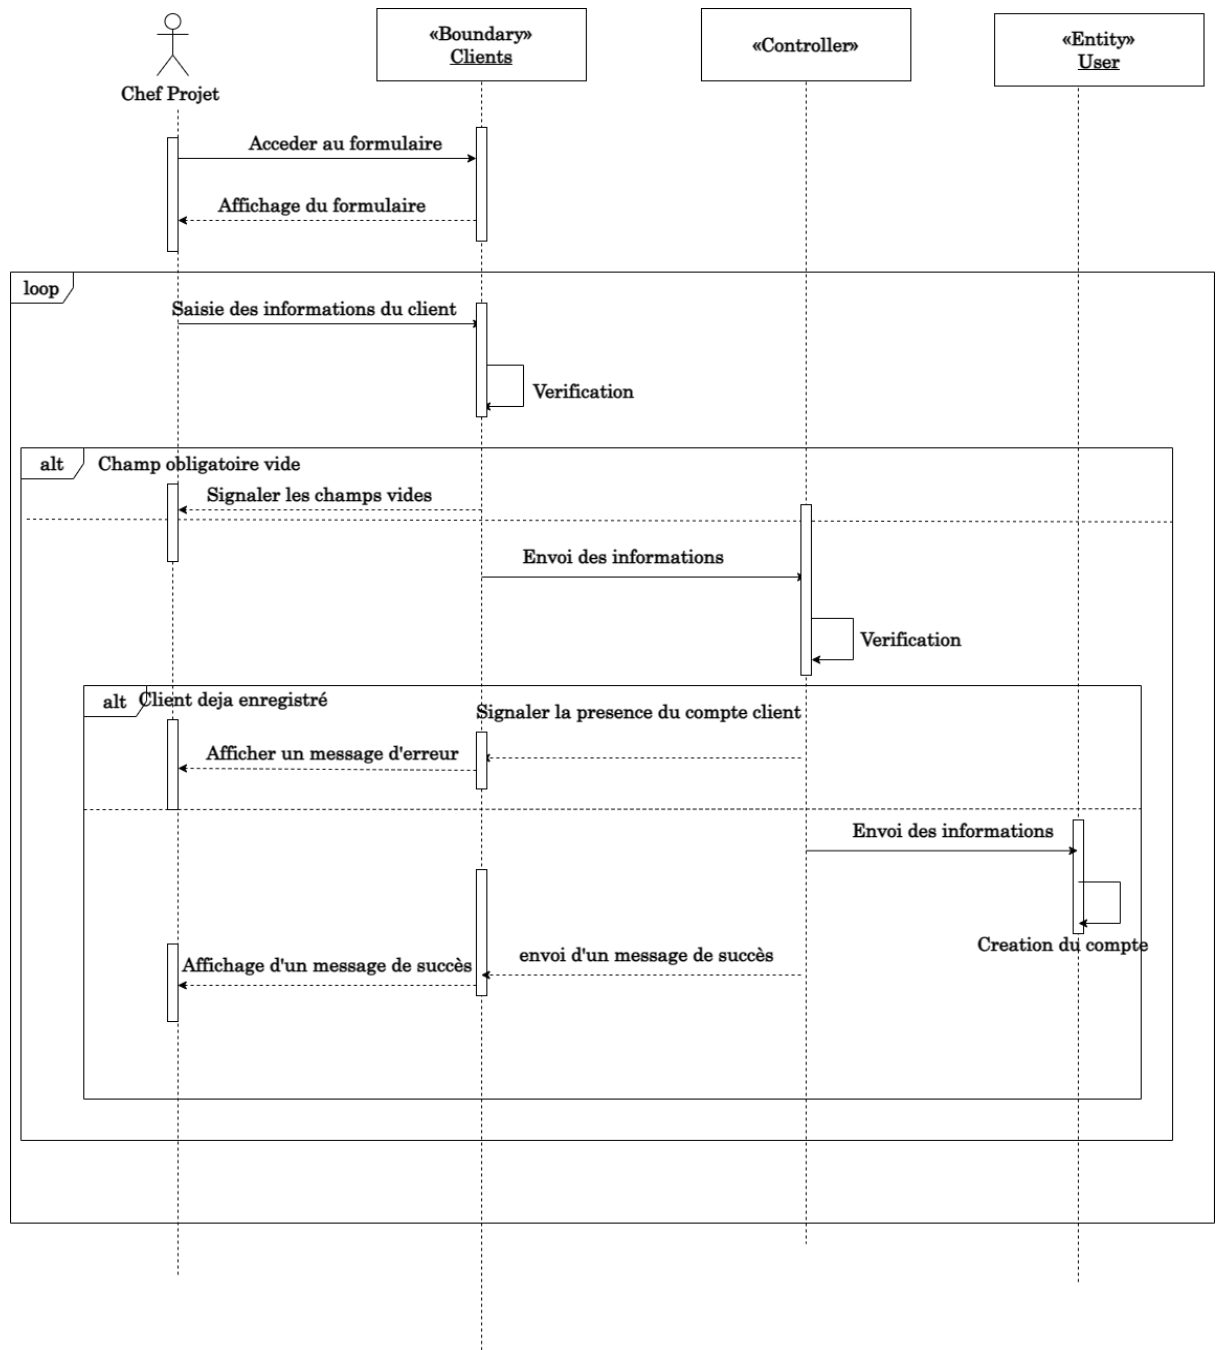 Chef Projet
«Boundary»
Clients
«Controller»
«Entity»
User
Acceder au formulaire
Affichage du formulaire
loop
Saisie des informations du client
Verification
alt
Champ obligatoire vide
Signaler les champs vides
Envoi des informations
Verification
alt
Client deja enregistré
Signaler la presence du compte client
Afficher un message d'erreur
Envoi des informations
Creation du compte
envoi d'un message de succès
Affichage d'un message de succès